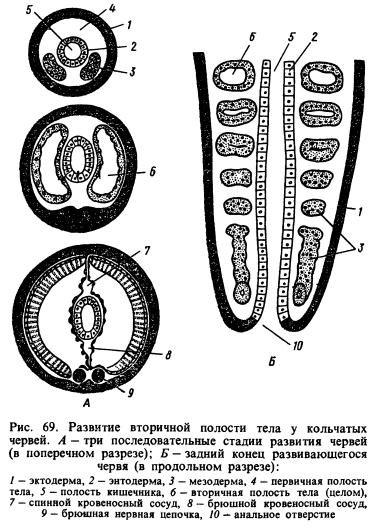 5
4
1
2
3
6
7
8
9
А
6
5
2
1
3
10
Б
Рис. 69. Развитие вторичной полости тела у кольчатых
червей. А — три последовательные стадии развития червей
(в поперечном разрезе); Б — задний конец развивающегося
червя (в продольном разрезе):
1 — эктодерма, 2 — энтодерма, 3 — мезодерма, 4 — первичная полость
тела, 5 — полость кишечника, 6 — вторичная полость тела (целом),
7 — спинной кровеносный сосуд, 8 — брюшной кровеносный сосуд,
9 — брюшная нервная цепочка, 10 — анальное отверстие